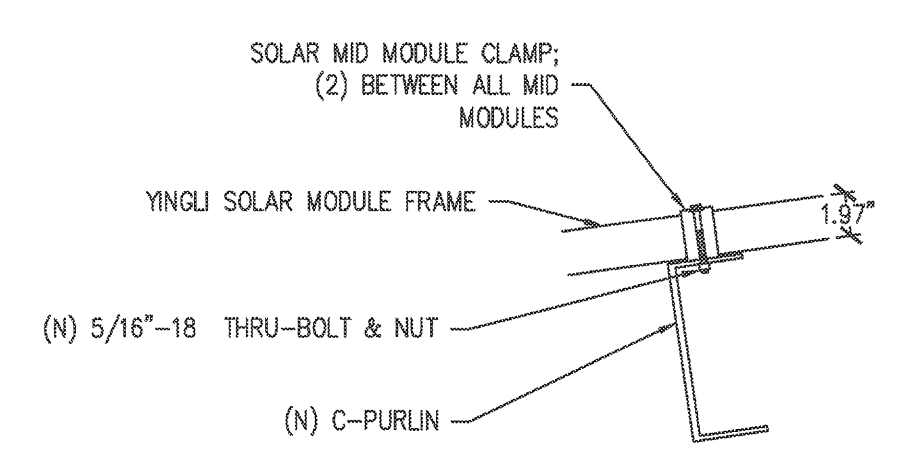 SOLAR MID MODULE CLAMP;
(2) BETWEEN ALL MID
MODULES
YINGLI SOLAR MODULE FRAME
1.97"
(N) 5/16"-18 THRU-BOLT & NUT
(N) C-PURLIN